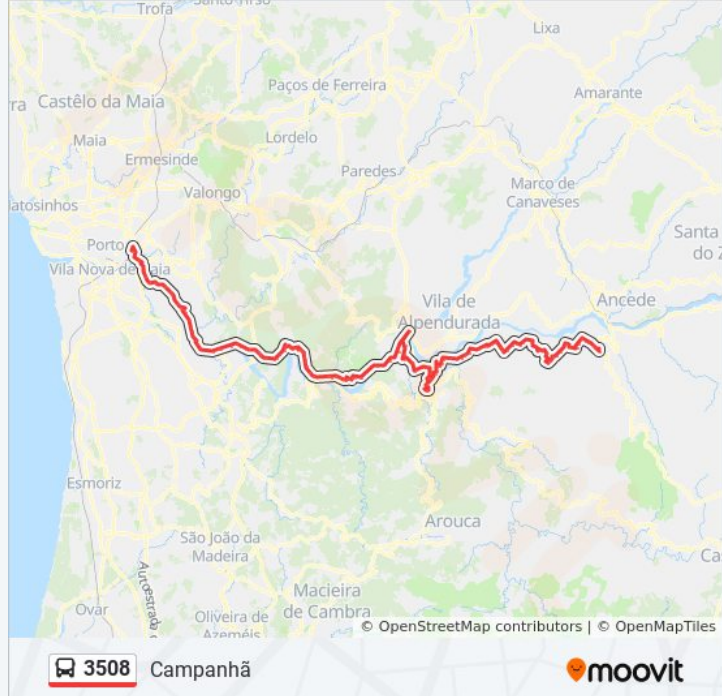 Trofa
Lixa
Paços de Ferreira
Amarante
Castêlo da Maia
Maia
Lordelo
Ermesinde
Paredes
Valongo
Marco de
Canaveses
atosinhos
Santa
do Z
Porto
Vila Nova de Gaia
Vila de
Alpendurada
Ancede
Esmoriz
Arouca
São João da
Madeira
Macieira
de Cambra
Ovar
Oliveira de
Azeméis
© OpenStreetMap contributors | © OpenMapTiles
3508 Campanhã
moovit